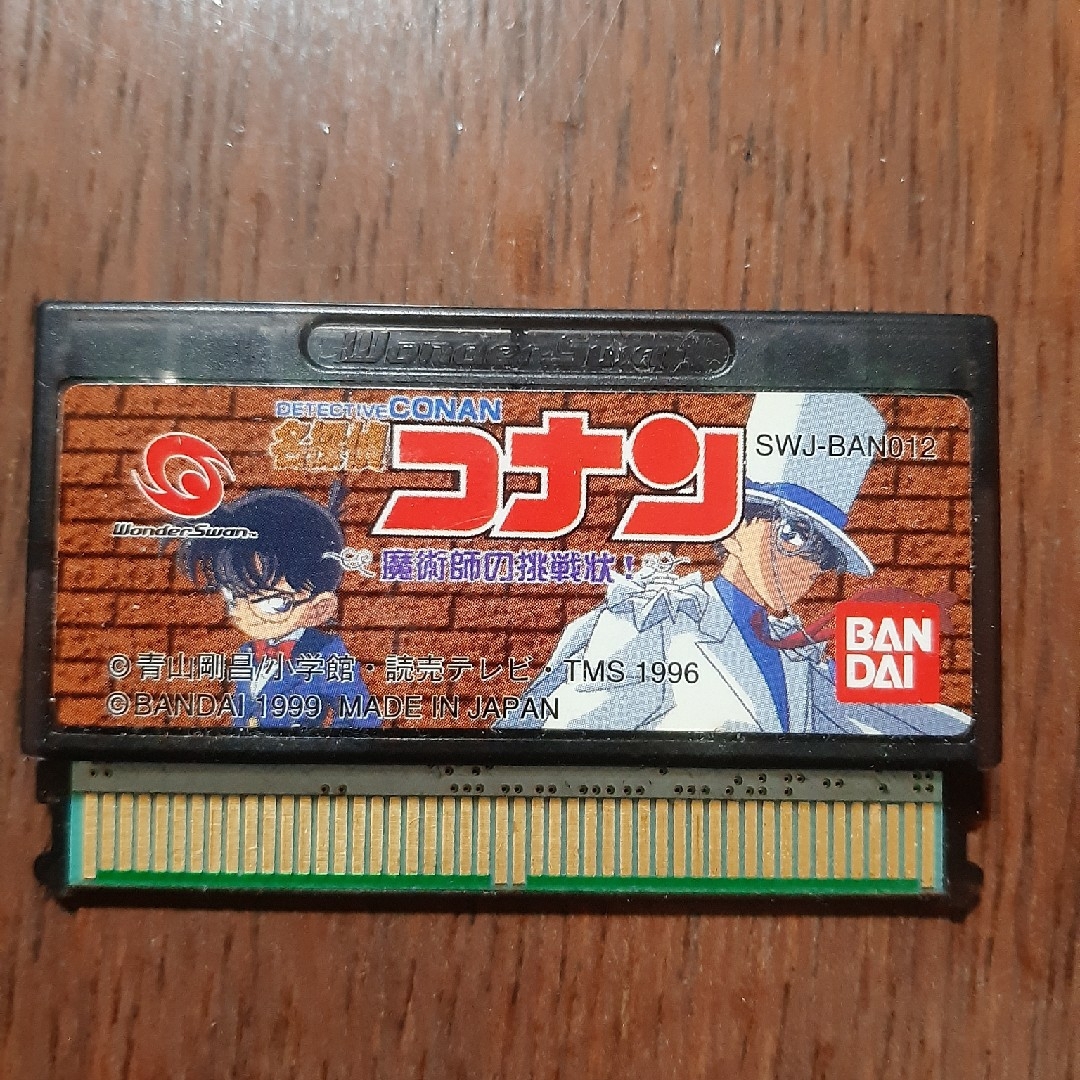 WonderSwan
DETECTIVE CONAN
名探偵
コナン
SWJ-BAN012
WonderSwan™
魔術師の挑戦状!
BAN
DAI
©青山剛昌/小学館・読売テレビ・TMS 1996
©BANDAI 1999 MADE IN JAPAN